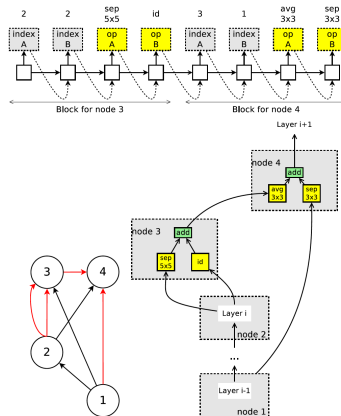 2 2 sep 5x5 id 3 1 avg 3x3 sep 3x3
index A index B op A op B index A index B op A op B
Block for node 3 Block for node 4
Layer i+1
node 4
add
avg 3x3 sep 3x3
node 3 add
sep 5x5 id
3 4
Layer i
node 2
2
...
Layer i-1
1
node 1